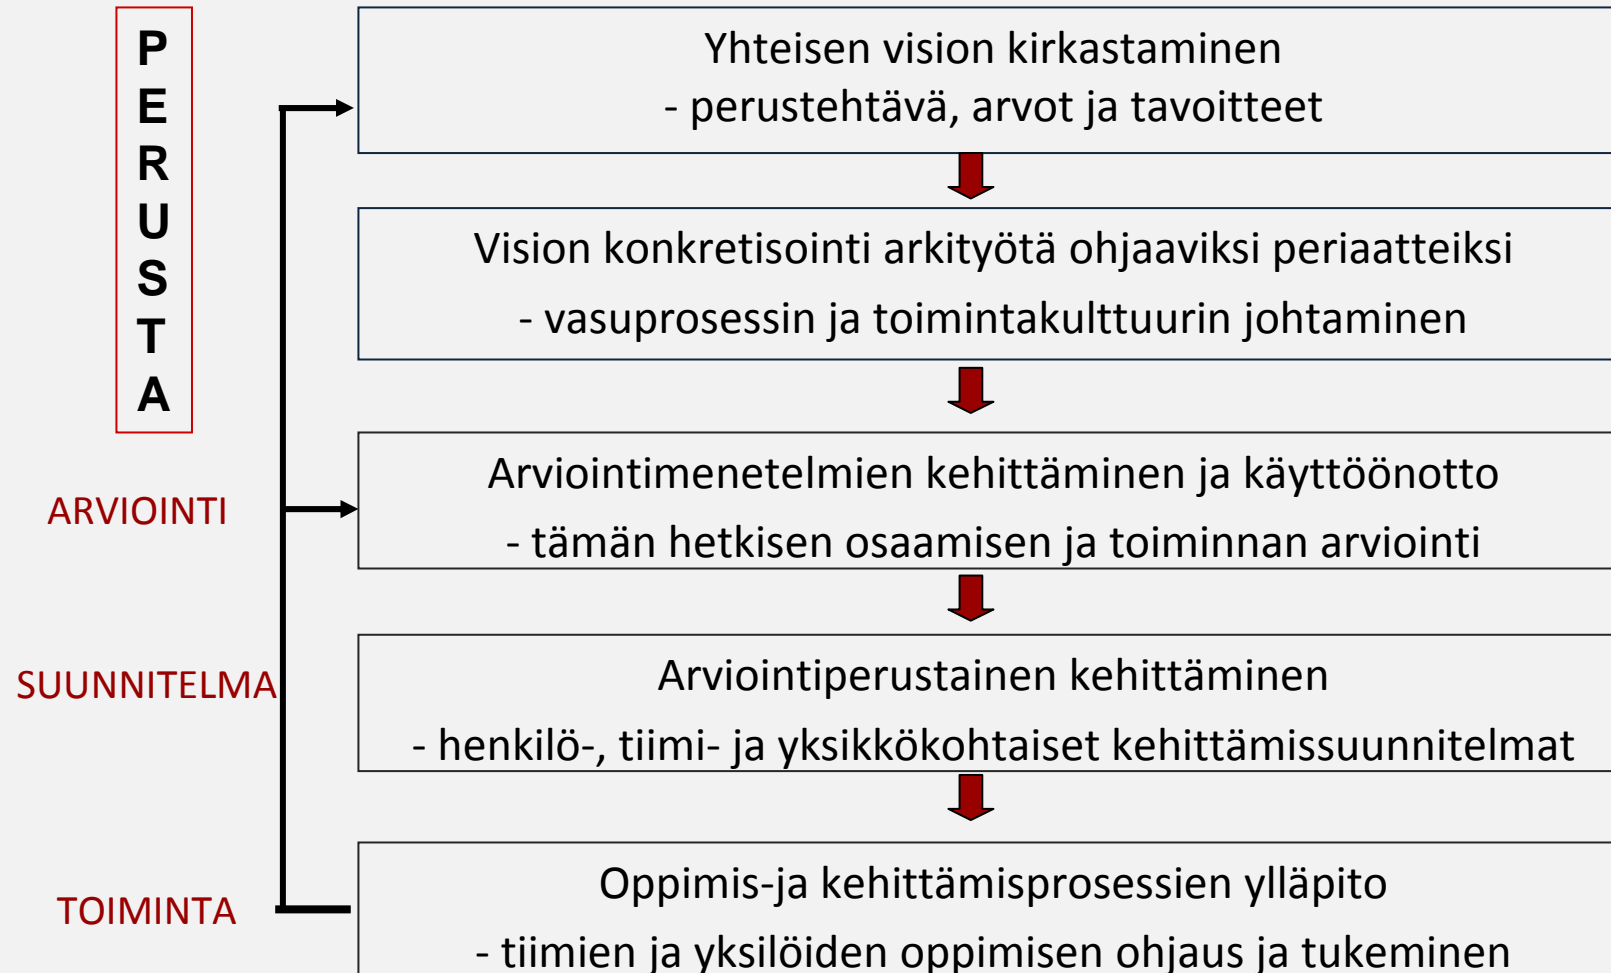 PERUSTA
Yhteisen vision kirkastaminen
- perustehtävä, arvot ja tavoitteet
Vision konkretisointi arkityötä ohjaaviksi periaatteiksi
- vasuprosessin ja toimintakulttuurin johtaminen
ARVIOINTI
Arviointimenetelmien kehittäminen ja käyttöönotto
- tämän hetkisen osaamisen ja toiminnan arviointi
SUUNNITELMA
Arviointiperustainen kehittäminen
- henkilö-, tiimi- ja yksikkökohtaiset kehittämissuunnitelmat
TOIMINTA
Oppimis-ja kehittämisprosessien ylläpito
- tiimien ja yksilöiden oppimisen ohjaus ja tukeminen